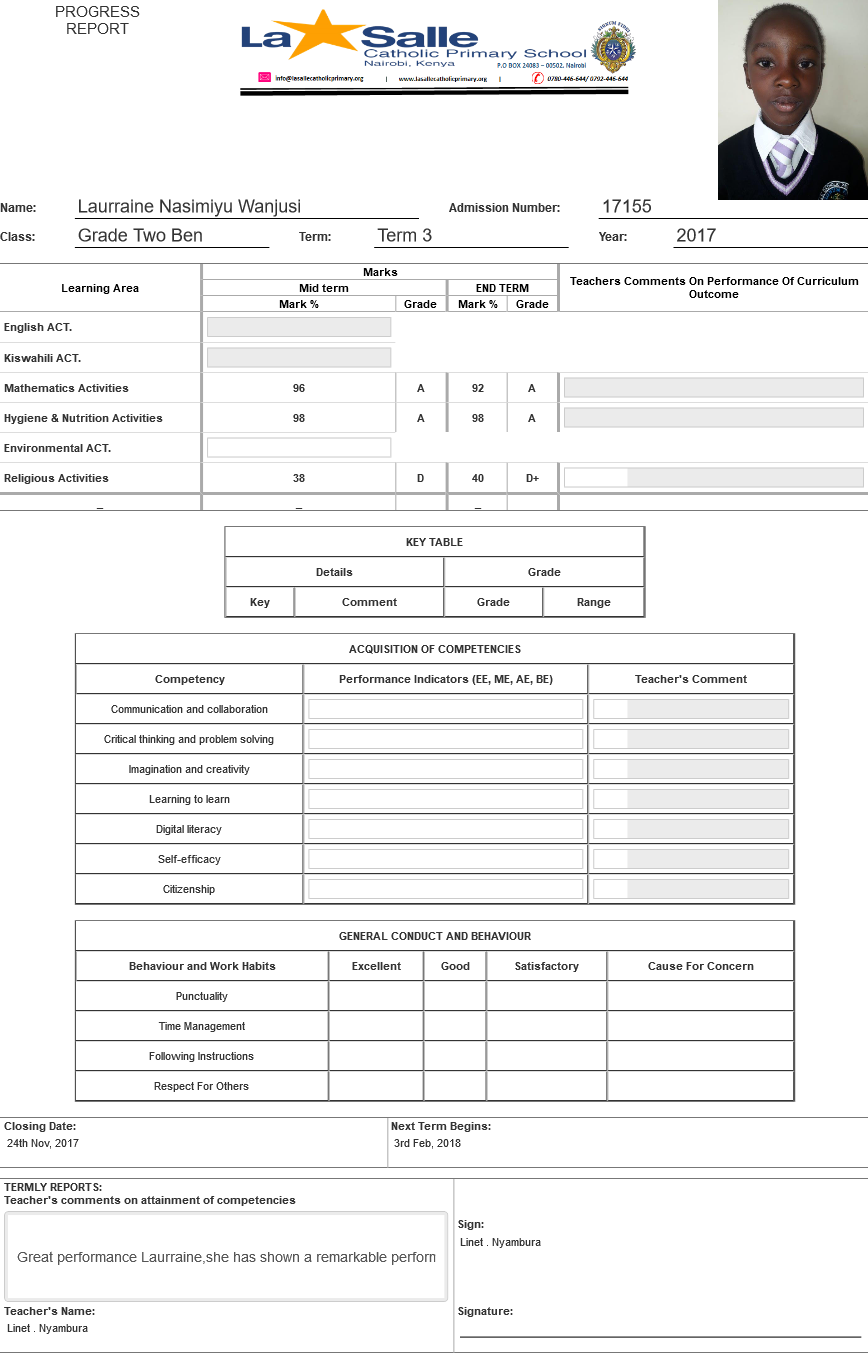 PROGRESS
REPORT
La Salle
Catholic Primary School
Nairobi, Kenya
P.O BOX 24083 – 00502, Nairobi
info@lasallecatholicprimary.org | www.lasallecatholicprimary.org | 0780-446-644/ 0792-446-644
Name: Laurraine Nasimiyu Wanjusi Admission Number: 17155
Class: Grade Two Ben Term: Term 3 Year: 2017
Learning Area Marks Teachers Comments On Performance Of Curriculum Outcome
Mid term END TERM
Mark % Grade Mark % Grade
English ACT.
Kiswahili ACT.
Mathematics Activities 96 A 92 A
Hygiene & Nutrition Activities 98 A 98 A
Environmental ACT.
Religious Activities 38 D 40 D+
_ _ _
KEY TABLE
Details Grade
Key Comment Grade Range
ACQUISITION OF COMPETENCIES
Competency Performance Indicators (EE, ME, AE, BE) Teacher's Comment
Communication and collaboration
Critical thinking and problem solving
Imagination and creativity
Learning to learn
Digital literacy
Self-efficacy
Citizenship
GENERAL CONDUCT AND BEHAVIOUR
Behaviour and Work Habits Excellent Good Satisfactory Cause For Concern
Punctuality
Time Management
Following Instructions
Respect For Others
Closing Date: Next Term Begins:
24th Nov, 2017 3rd Feb, 2018
TERMLY REPORTS:
Teacher's comments on attainment of competencies
Great performance Laurraine,she has shown a remarkable
Sign:
Linet . Nyambura
Teacher's Name:
Linet . Nyambura
Signature: